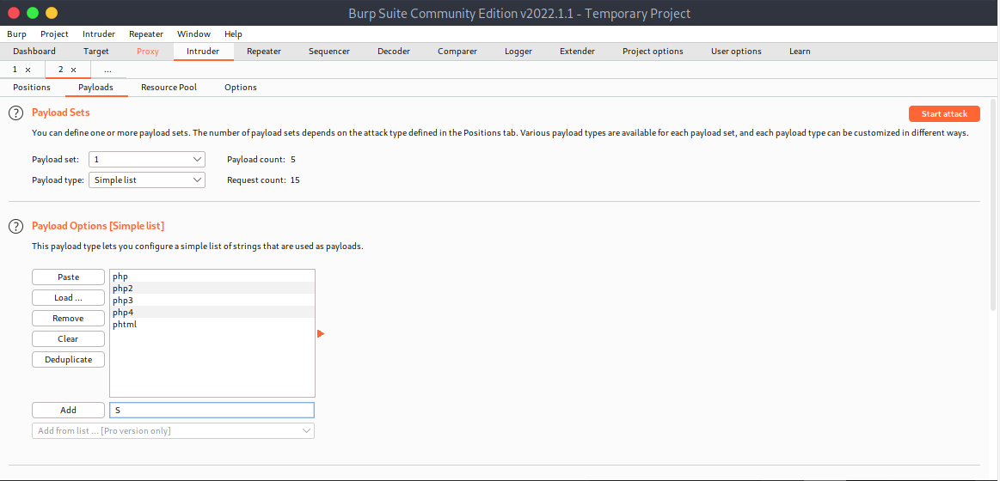 Burp Suite Community Edition v2022.1.1 - Temporary Project
Burp Project Intruder Repeater Window Help
Dashboard Target Proxy Intruder Repeater Sequencer Decoder Comparer Logger Extender Project options User options Learn
1 × 2 × ...
Positions Payloads Resource Pool Options
? Payload Sets Start attack
You can define one or more payload sets. The number of payload sets depends on the attack type defined in the Positions tab. Various payload types are available for each payload set, and each payload type can be customized in different ways.
Payload set: 1 Payload count: 5
Payload type: Simple list Request count: 15
? Payload Options [Simple list]
This payload type lets you configure a simple list of strings that are used as payloads.
Paste php
php2
Load ... php3
Remove php4
phtml
Clear
Deduplicate
Add S
Add from list ... [Pro version only]